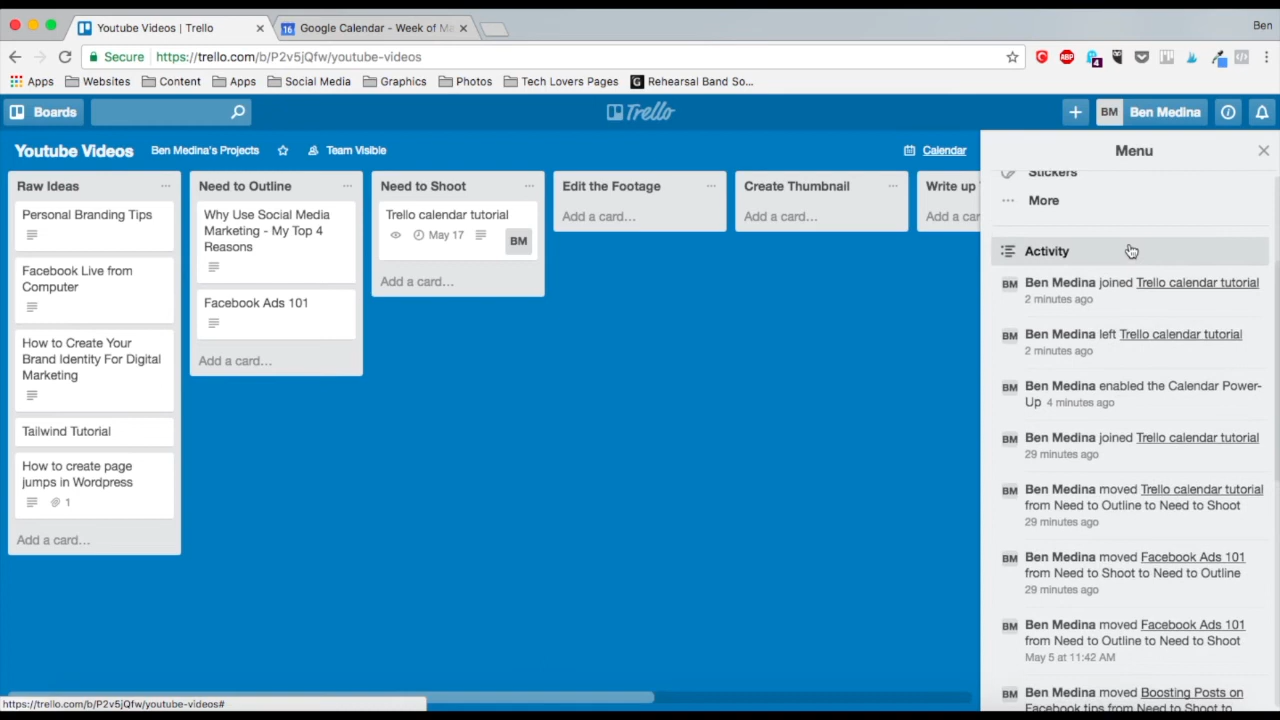 Youtube Videos | Trello
16 Google Calendar - Week of Ma
Ben
Secure https://trello.com/b/P2v5jQfw/youtube-videos
4
Apps Websites Content Apps Social Media Graphics Photos Tech Lovers Pages G Rehearsal Band So...
Boards
Trello
BM Ben Medina
Youtube Videos Ben Medina's Projects Team Visible Calendar
Raw Ideas
Personal Branding Tips
Facebook Live from
Computer
How to Create Your
Brand Identity For Digital
Marketing
Tailwind Tutorial
How to create page
jumps in Wordpress
1
Add a card...
Need to Outline
Why Use Social Media
Marketing - My Top 4
Reasons
Facebook Ads 101
Add a card...
Need to Shoot
Trello calendar tutorial
May 17
BM
Add a card...
Edit the Footage
Add a card...
Create Thumbnail
Add a card...
Write up
Add a car
Menu
Stickers
More
Activity
BM Ben Medina joined Trello calendar tutorial
2 minutes ago
BM Ben Medina left Trello calendar tutorial
2 minutes ago
BM Ben Medina enabled the Calendar Power-
Up 4 minutes ago
BM Ben Medina joined Trello calendar tutorial
29 minutes ago
BM Ben Medina moved Trello calendar tutorial
from Need to Outline to Need to Shoot
29 minutes ago
BM Ben Medina moved Facebook Ads 101
from Need to Shoot to Need to Outline
29 minutes ago
BM Ben Medina moved Facebook Ads 101
from Need to Outline to Need to Shoot
May 5 at 11:42 AM
BM Ben Medina moved Boosting Posts on
Facebook tips from Need to Shoot to
https://trello.com/b/P2v5jQfw/youtube-videos#